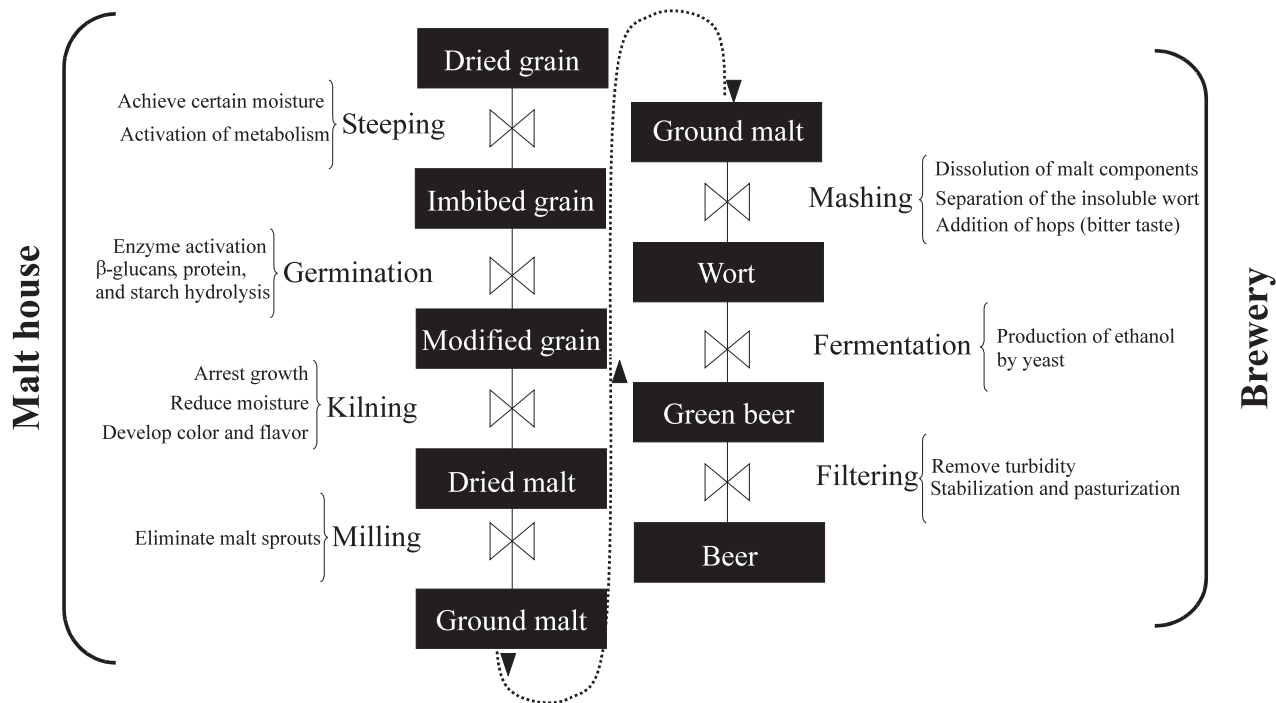 Malt house
Dried grain
Achieve certain moisture
Activation of metabolism
Steeping
Imbibed grain
Enzyme activation
β-glucans, protein,
and starch hydrolysis
Germination
Modified grain
Arrest growth
Reduce moisture
Develop color and flavor
Kilning
Dried malt
Eliminate malt sprouts
Milling
Ground malt
Ground malt
Mashing
Dissolution of malt components
Separation of the insoluble wort
Addition of hops (bitter taste)
Wort
Fermentation
Production of ethanol
by yeast
Green beer
Filtering
Remove turbidity
Stabilization and pasturization
Beer
Brewery